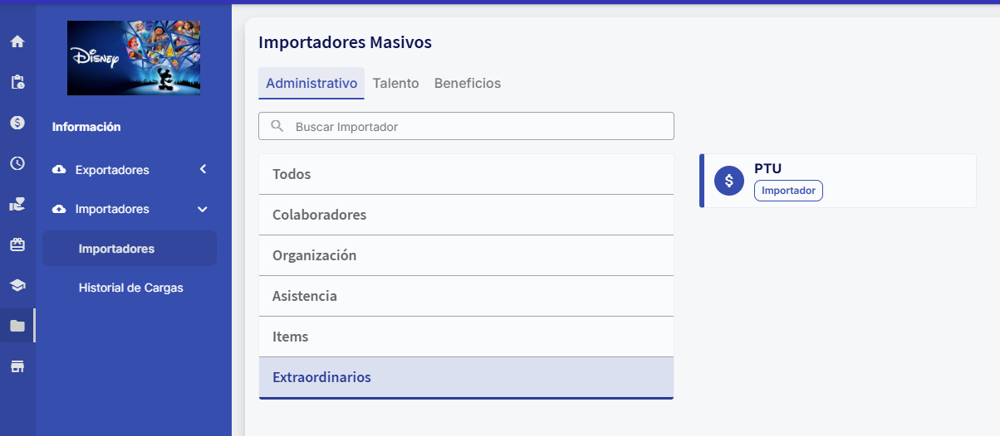 Disney
Información
Exportadores
Importadores
Importadores
Historial de Cargas
Importadores Masivos
Administrativo Talento Beneficios
Buscar Importador
Todos
Colaboradores
Organización
Asistencia
Items
Extraordinarios
$ PTU
Importador